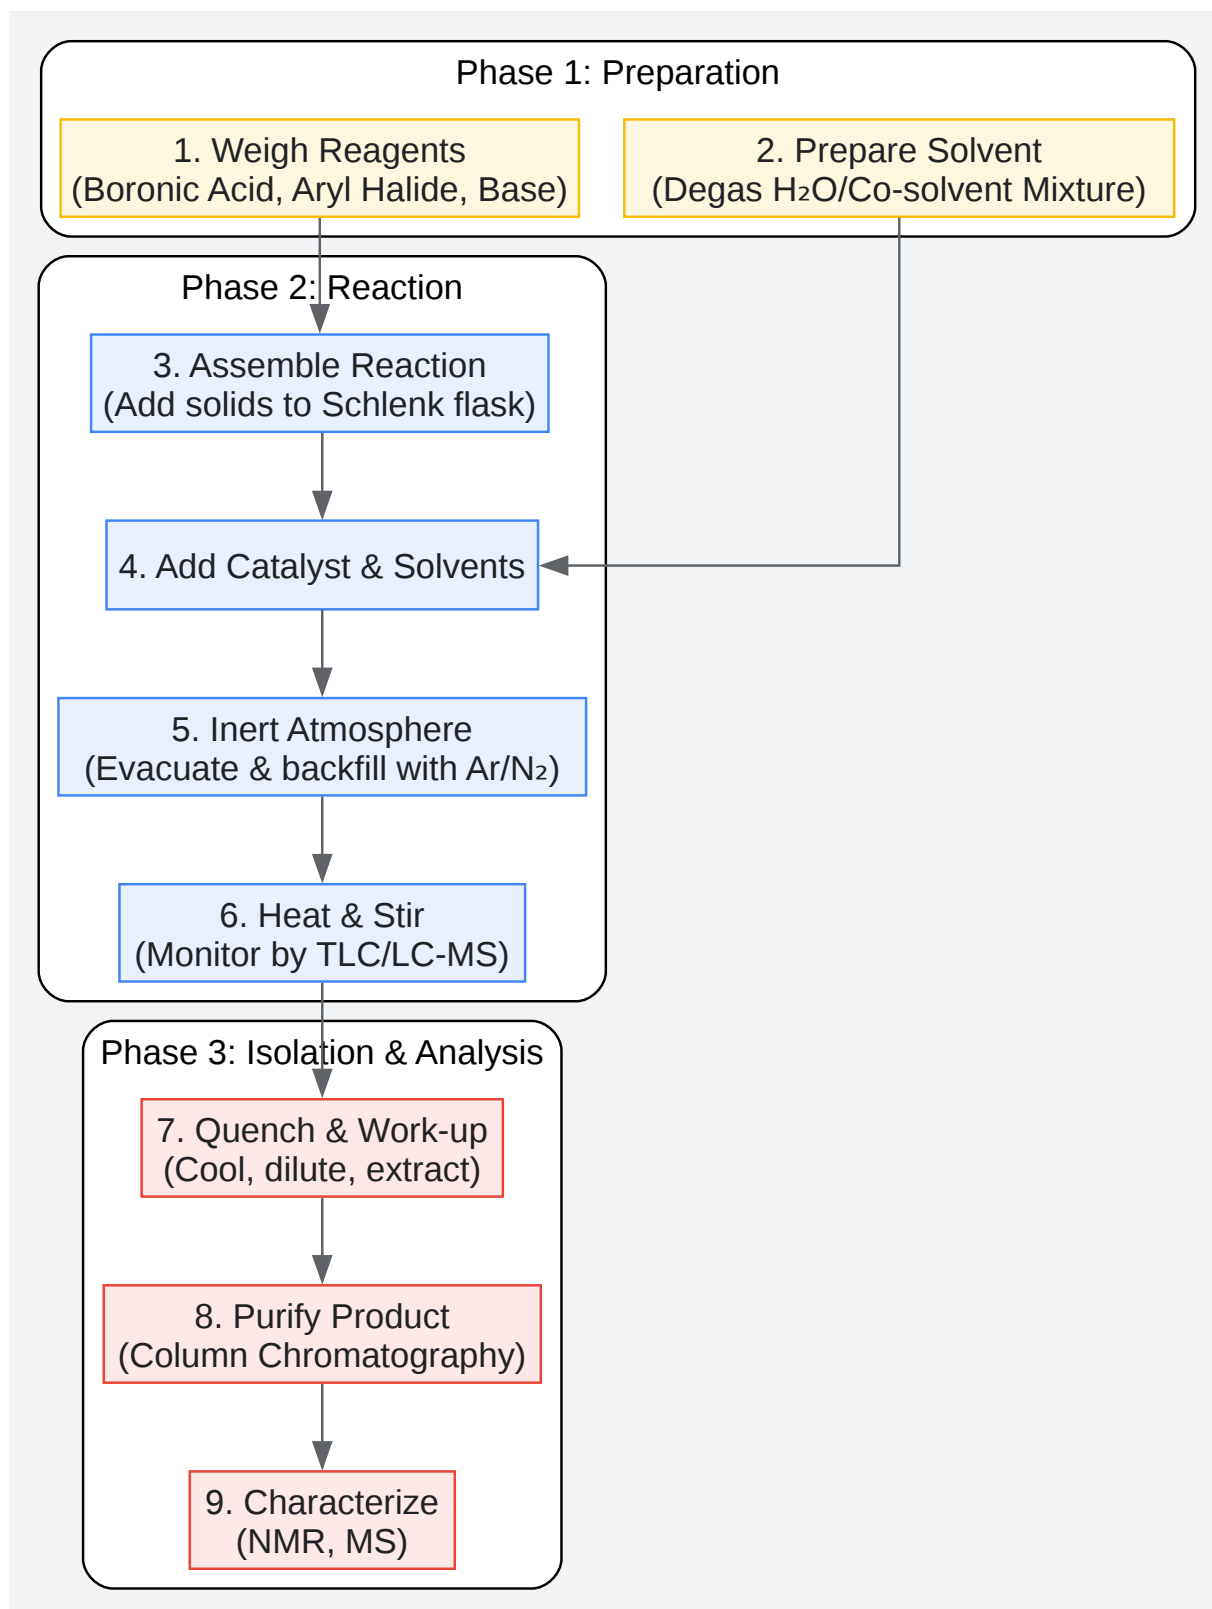 Phase 1: Preparation
1. Weigh Reagents
(Boronic Acid, Aryl Halide, Base)
2. Prepare Solvent
(Degas H₂O/Co-solvent Mixture)
Phase 2: Reaction
3. Assemble Reaction
(Add solids to Schlenk flask)
4. Add Catalyst & Solvents
5. Inert Atmosphere
(Evacuate & backfill with Ar/N₂)
6. Heat & Stir
(Monitor by TLC/LC-MS)
Phase 3: Isolation & Analysis
7. Quench & Work-up
(Cool, dilute, extract)
8. Purify Product
(Column Chromatography)
9. Characterize
(NMR, MS)